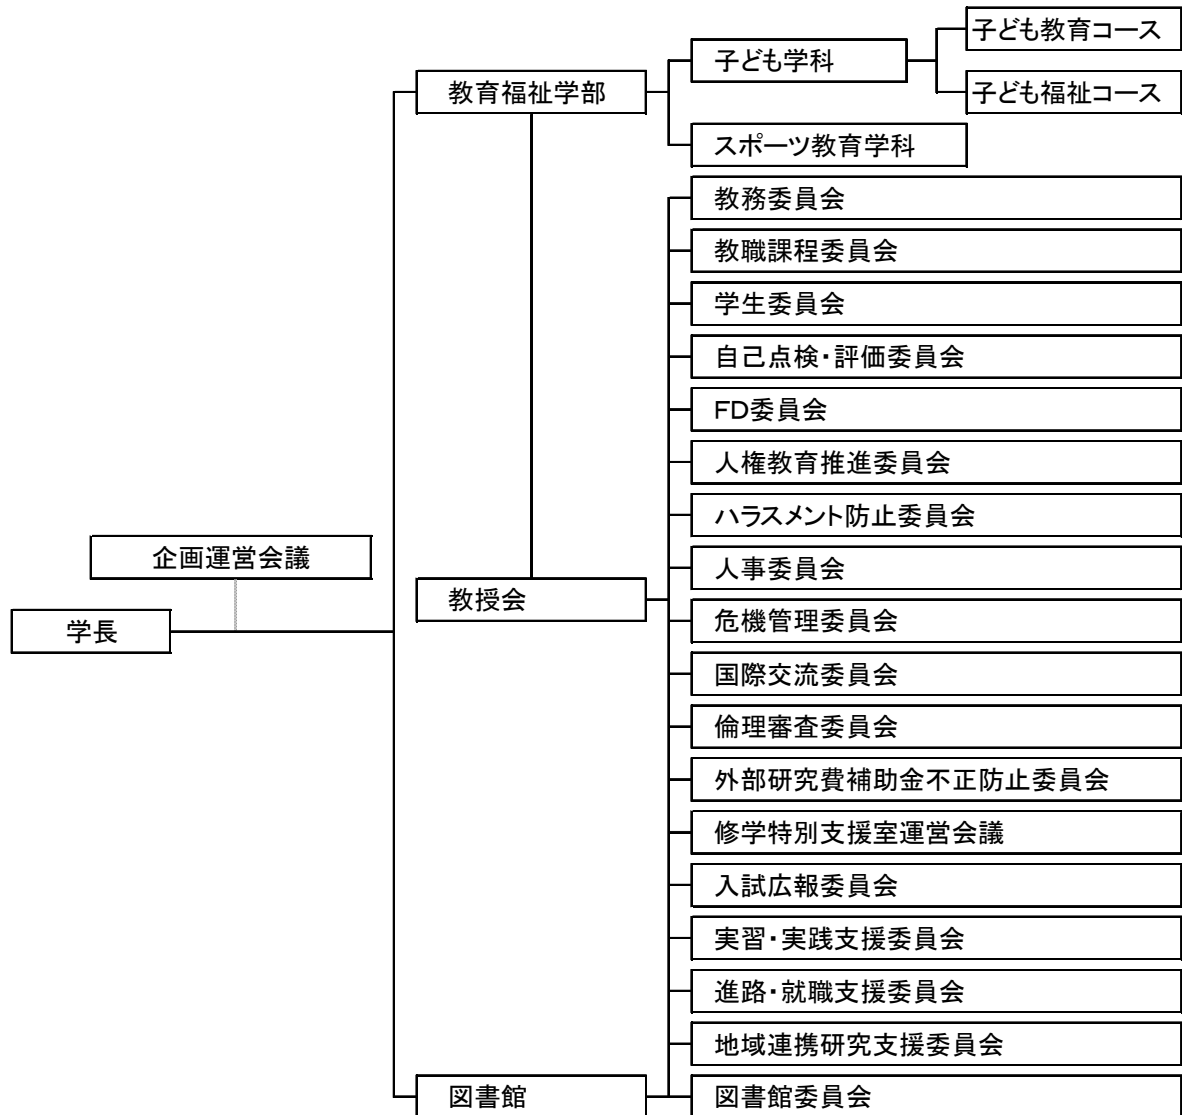 子ども教育コース
子ども学科
教育福祉学部
子ども福祉コース
スポーツ教育学科
教務委員会
教職課程委員会
学生委員会
自己点検・評価委員会
FD委員会
人権教育推進委員会
ハラスメント防止委員会
企画運営会議
人事委員会
教授会
危機管理委員会
学長
国際交流委員会
倫理審査委員会
外部研究費補助金不正防止委員会
修学特別支援室運営会議
入試広報委員会
実習・実践支援委員会
進路・就職支援委員会
地域連携研究支援委員会
図書館
図書館委員会